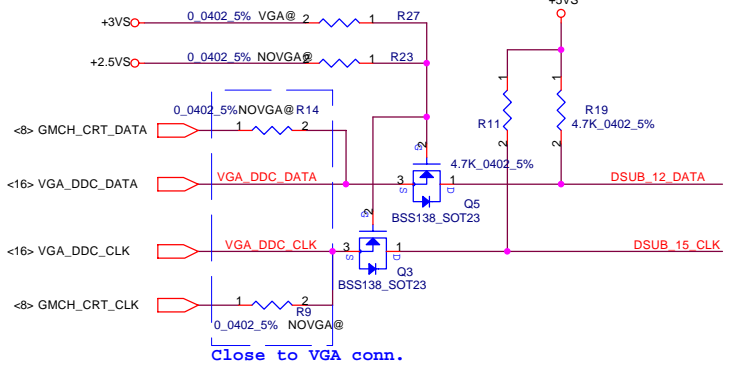 +5VS
+3VS
0_0402_5% VGA@ 2 1 R27
+2.5VS
0_0402_5% NOVGA@ 2 1 R23
0_0402_5% NOVGA@ R14
<8> GMCH_CRT_DATA
1 2
R11
1
2
R19
4.7K_0402_5%
1
2
4.7K_0402_5%
<16> VGA_DDC_DATA
VGA_DDC_DATA
3 S
2 G
1 D
DSUB_12_DATA
Q5
BSS138_SOT23
<16> VGA_DDC_CLK
VGA_DDC_CLK
3 S
2 G
1 D
DSUB_15_CLK
Q3
BSS138_SOT23
<8> GMCH_CRT_CLK
1 2
R9
0_0402_5% NOVGA@
Close to VGA conn.